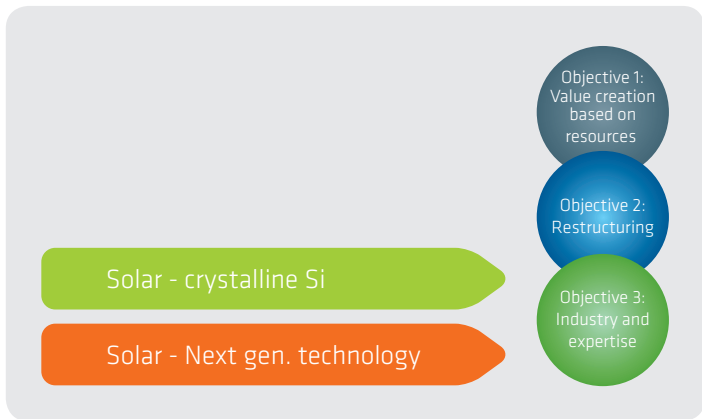 Objective 1:
Value creation
based on
resources
Objective 2:
Restructuring
Solar - crystalline Si
Objective 3:
Industry and
expertise
Solar - Next gen. technology